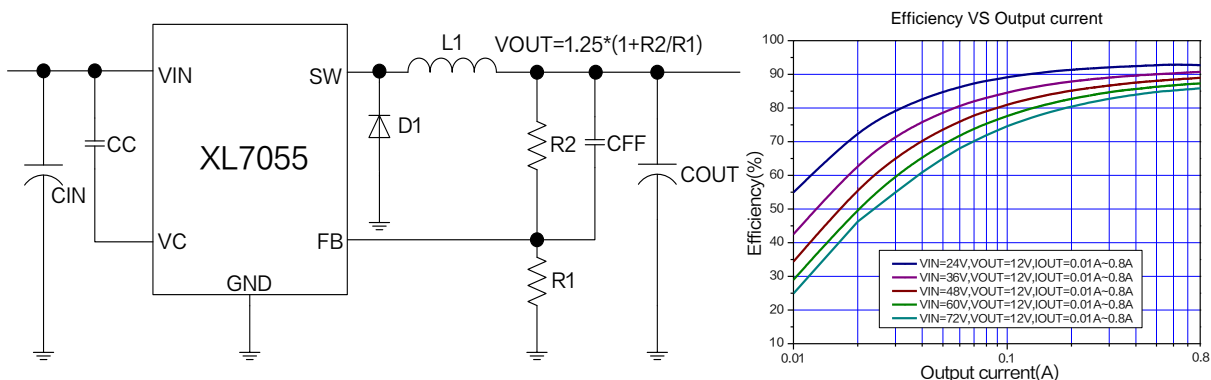 L1
VOUT=1.25*(1+R2/R1)
VIN
SW
D1
CC
XL7055
R2
CFF
CIN
COUT
VC
FB
GND
R1
Efficiency VS Output current
Efficiency(%)
100
90
80
70
60
50
40
30
20
10
VIN=24V,VOUT=12V,IOUT=0.01A~0.8A
VIN=36V,VOUT=12V,IOUT=0.01A~0.8A
VIN=48V,VOUT=12V,IOUT=0.01A~0.8A
VIN=60V,VOUT=12V,IOUT=0.01A~0.8A
VIN=72V,VOUT=12V,IOUT=0.01A~0.8A
0.01
0.1
0.8
Output current(A)